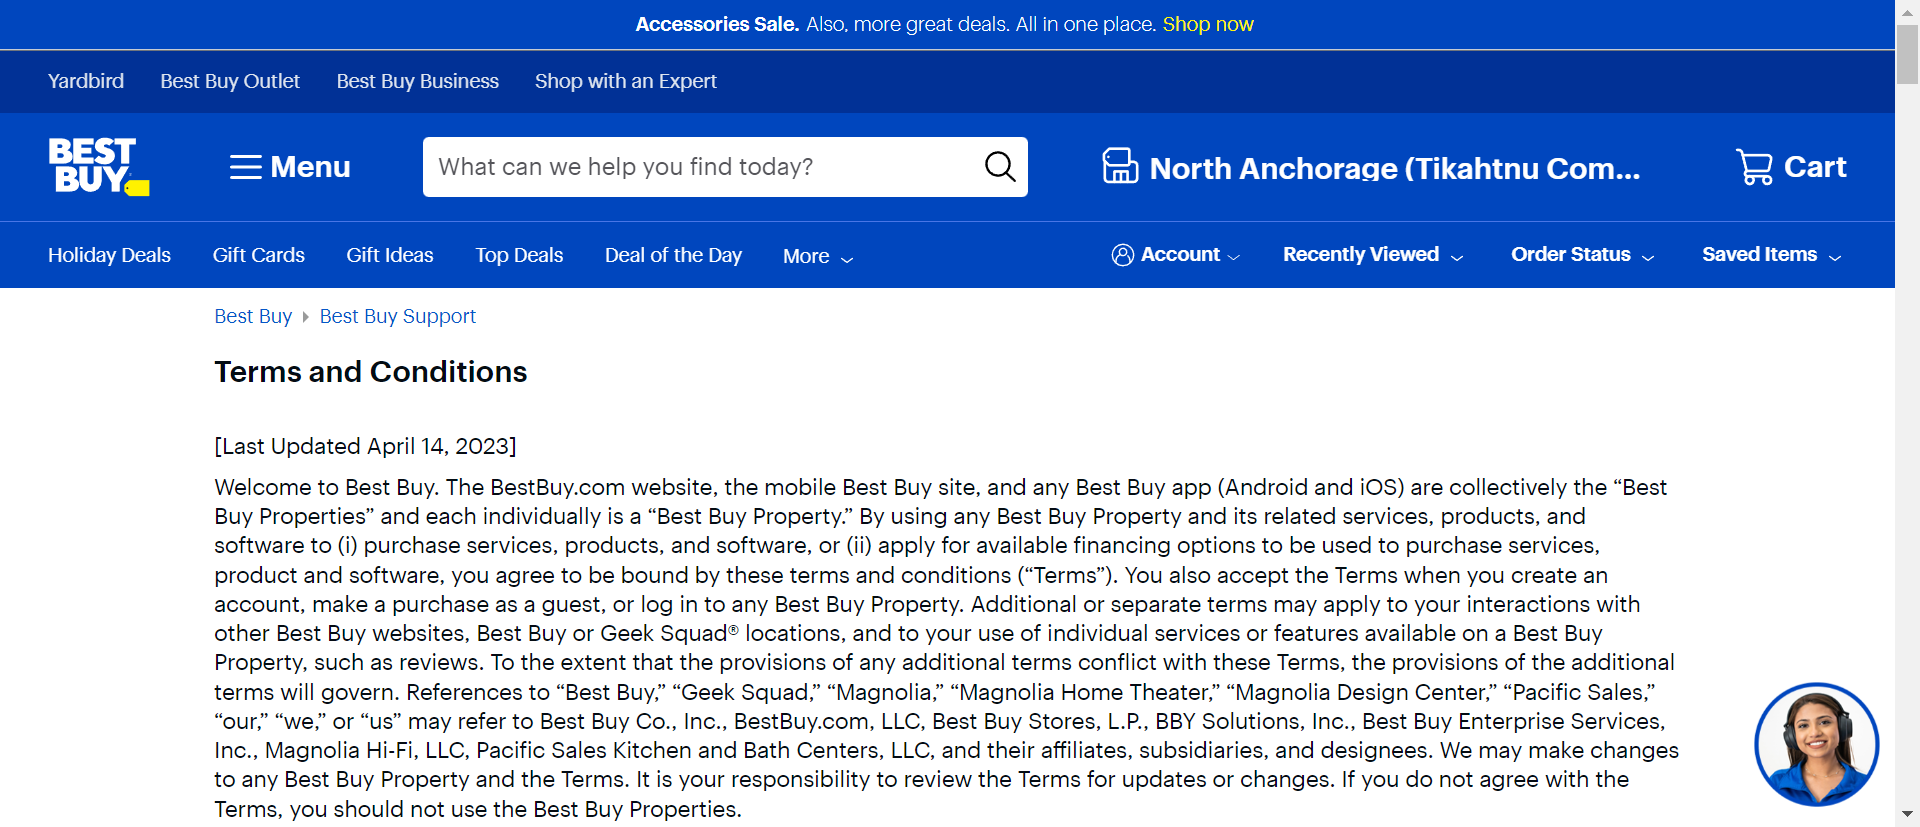 Accessories Sale. Also, more great deals. All in one place. Shop now
Yardbird Best Buy Outlet Best Buy Business Shop with an Expert
BEST BUY
Menu
What can we help you find today?
North Anchorage (Tikahtnu Com...
Cart
Holiday Deals Gift Cards Gift Ideas Top Deals Deal of the Day More Account Recently Viewed Order Status Saved Items
Best Buy Best Buy Support
Terms and Conditions
[Last Updated April 14, 2023]
Welcome to Best Buy. The BestBuy.com website, the mobile Best Buy site, and any Best Buy app (Android and iOS) are collectively the “Best
Buy Properties” and each individually is a “Best Buy Property.” By using any Best Buy Property and its related services, products, and
software to (i) purchase services, products, and software, or (ii) apply for available financing options to be used to purchase services,
product and software, you agree to be bound by these terms and conditions (“Terms”). You also accept the Terms when you create an
account, make a purchase as a guest, or log in to any Best Buy Property. Additional or separate terms may apply to your interactions with
other Best Buy websites, Best Buy or Geek Squad® locations, and to your use of individual services or features available on a Best Buy
Property, such as reviews. To the extent that the provisions of any additional terms conflict with these Terms, the provisions of the additional
terms will govern. References to “Best Buy,” “Geek Squad,” “Magnolia,” “Magnolia Home Theater,” “Magnolia Design Center,” “Pacific Sales,”
“our,” “we,” or “us” may refer to Best Buy Co., Inc., BestBuy.com, LLC, Best Buy Stores, L.P., BBY Solutions, Inc., Best Buy Enterprise Services,
Inc., Magnolia Hi-Fi, LLC, Pacific Sales Kitchen and Bath Centers, LLC, and their affiliates, subsidiaries, and designees. We may make changes
to any Best Buy Property and the Terms. It is your responsibility to review the Terms for updates or changes. If you do not agree with the
Terms, you should not use the Best Buy Properties.